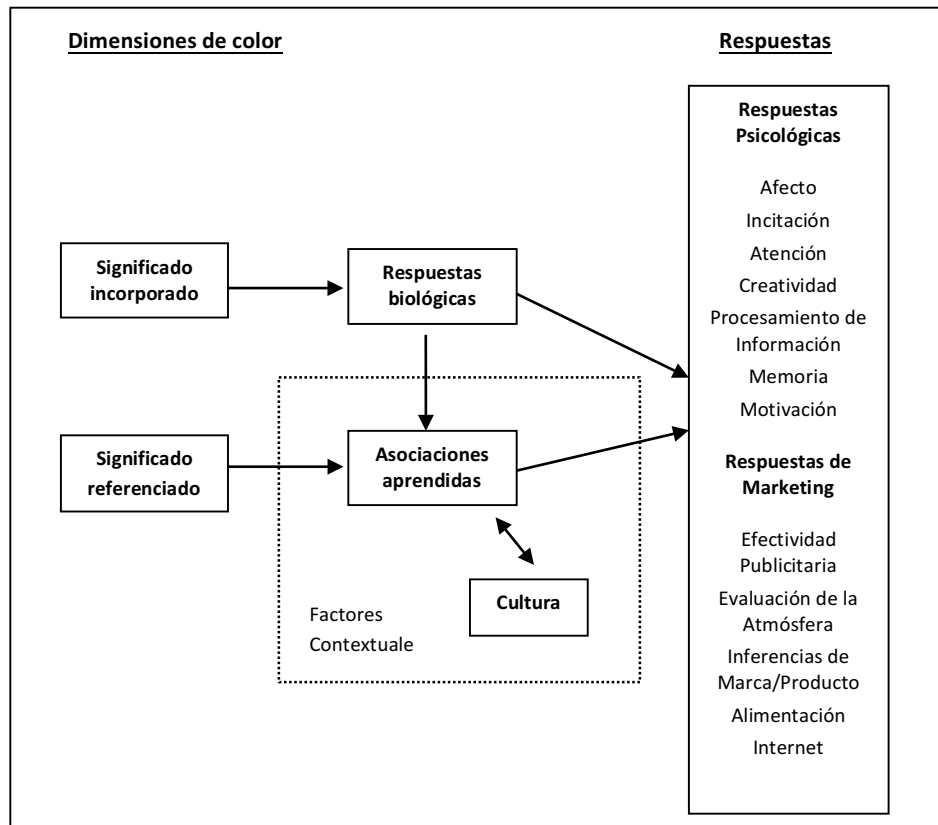 Dimensiones de color
Respuestas
Significado
incorporado
Respuestas
biológicas
Significado
referenciado
Asociaciones
aprendidas
Cultura
Factores
Contextuale
Respuestas
Psicológicas
Afecto
Incitación
Atención
Creatividad
Procesamiento de
Información
Memoria
Motivación
Respuestas de
Marketing
Efectividad
Publicitaria
Evaluación de la
Atmósfera
Inferencias de
Marca/Producto
Alimentación
Internet